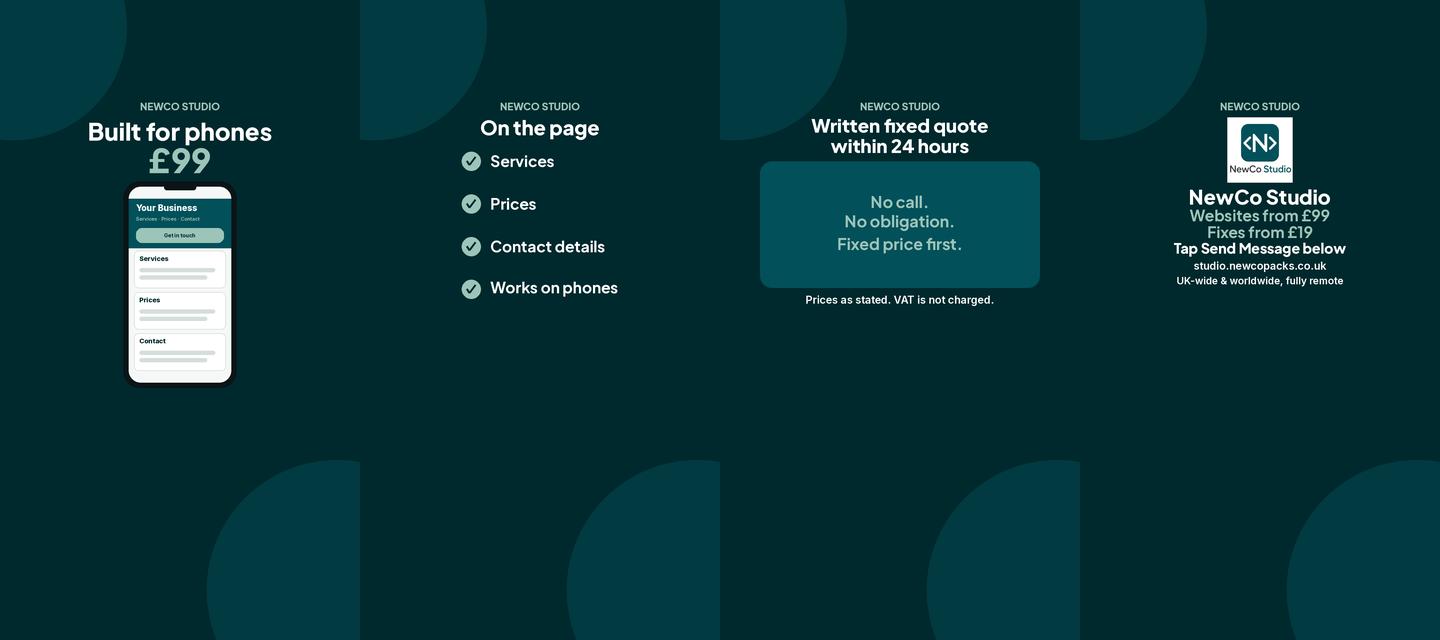 NEWCO STUDIO
Built for phones
£99
Your Business
Services · Prices · Contact
Get in touch
Services
Prices
Contact
NEWCO STUDIO
On the page
Services
Prices
Contact details
Works on phones
NEWCO STUDIO
Written fixed quote
within 24 hours
No call.
No obligation.
Fixed price first.
Prices as stated. VAT is not charged.
NEWCO STUDIO
<N>
NewCo Studio
NewCo Studio
Websites from £99
Fixes from £19
Tap Send Message below
studio.newcopacks.co.uk
UK-wide & worldwide, fully remote